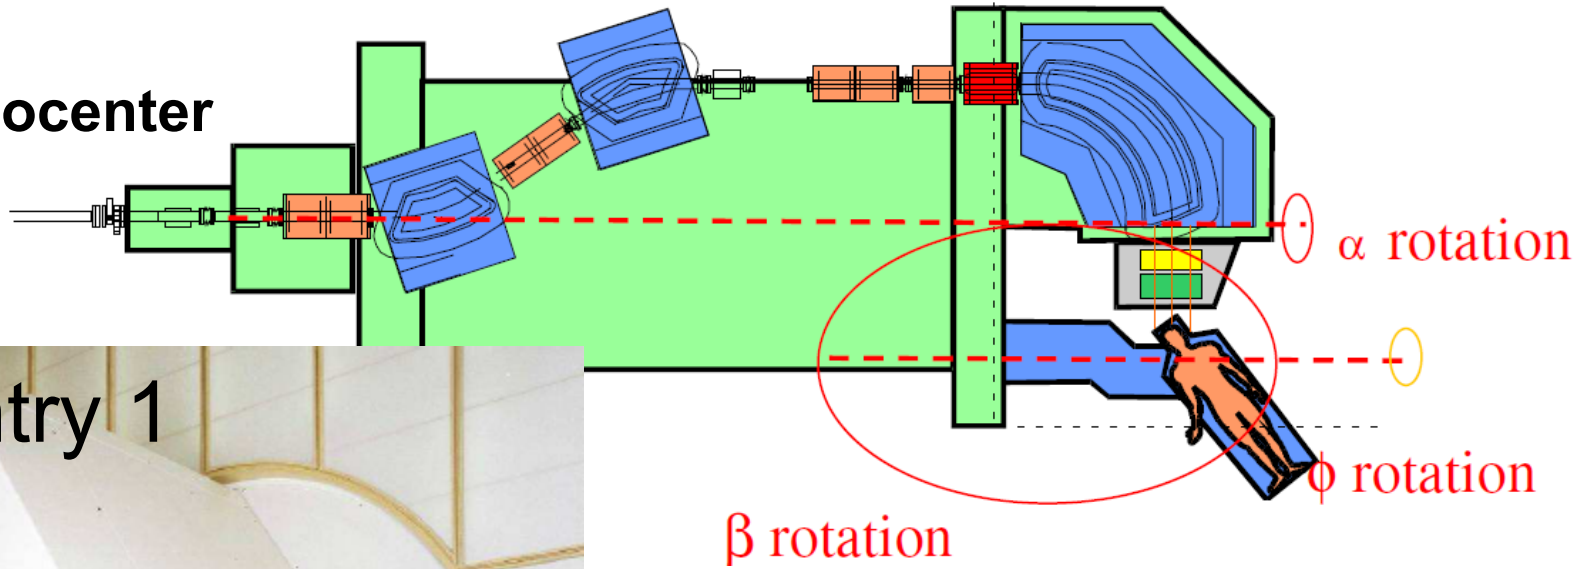 ocenter
α rotation
ntry 1
ϕ rotation
β rotation